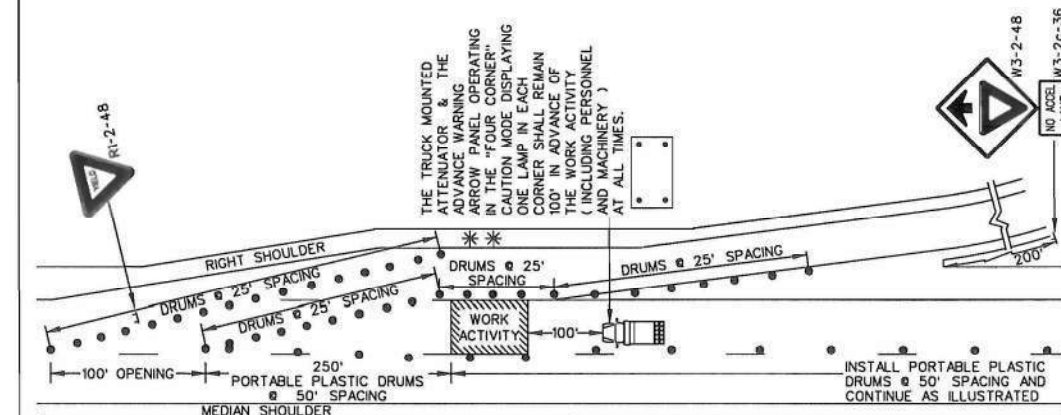 R1-2-48
YIELD
THE TRUCK MOUNTED
ATTENUATOR & THE
ADVANCE WARNING
ARROW PANEL OPERATING
IN THE "FOUR CORNER"
CAUTION MODE DISPLAYING
ONE LAMP IN EACH
CORNER SHALL REMAIN
100' IN ADVANCE OF
THE WORK ACTIVITY
( INCLUDING PERSONNEL
AND MACHINERY )
AT ALL TIMES.
W3-2-48
W3-2c-36
NO ACCEL
RIGHT SHOULDER
**
DRUMS @ 25' SPACING
DRUMS @ 25' SPACING
DRUMS @ 25'
SPACING
DRUMS @ 25' SPACING
200'
WORK
ACTIVITY
100'
100' OPENING
250'
PORTABLE PLASTIC DRUMS
@ 50' SPACING
MEDIAN SHOULDER
INSTALL PORTABLE PLASTIC
DRUMS @ 50' SPACING AND
CONTINUE AS ILLUSTRATED